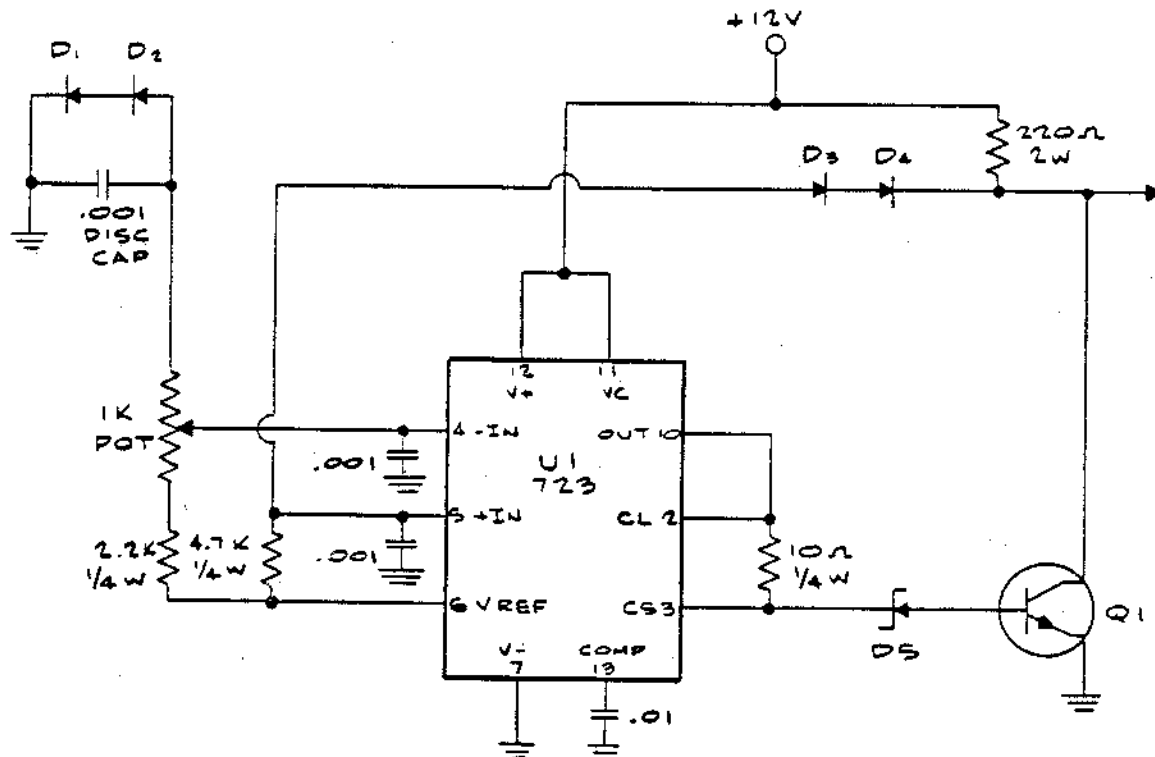 +12V
D1
D2
220Ω
2W
D3
D4
.001
DISC
CAP
12
11
V+
VC
1K
POT
4 -IN
OUT 10
.001
U1
723
5 +IN
CL 2
2.2K
1/4 W
4.7K
1/4 W
.001
10Ω
1/4 W
6 VREF
CS 3
D5
Q1
V-
7
COMP
13
.01